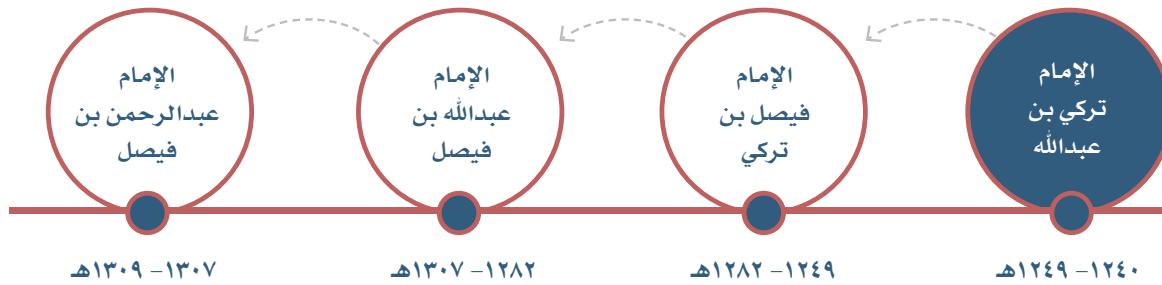 الإمام
تركي بن
عبدالله
الإمام
فيصل بن
تركي
الإمام
عبدالله بن
فيصل
الإمام
عبدالرحمن بن
فيصل
١٢٤٠– ١٢٤٩هـ
١٢٤٩– ١٢٨٢هـ
١٢٨٢– ١٣٠٧هـ
١٣٠٧– ١٣٠٩هـ